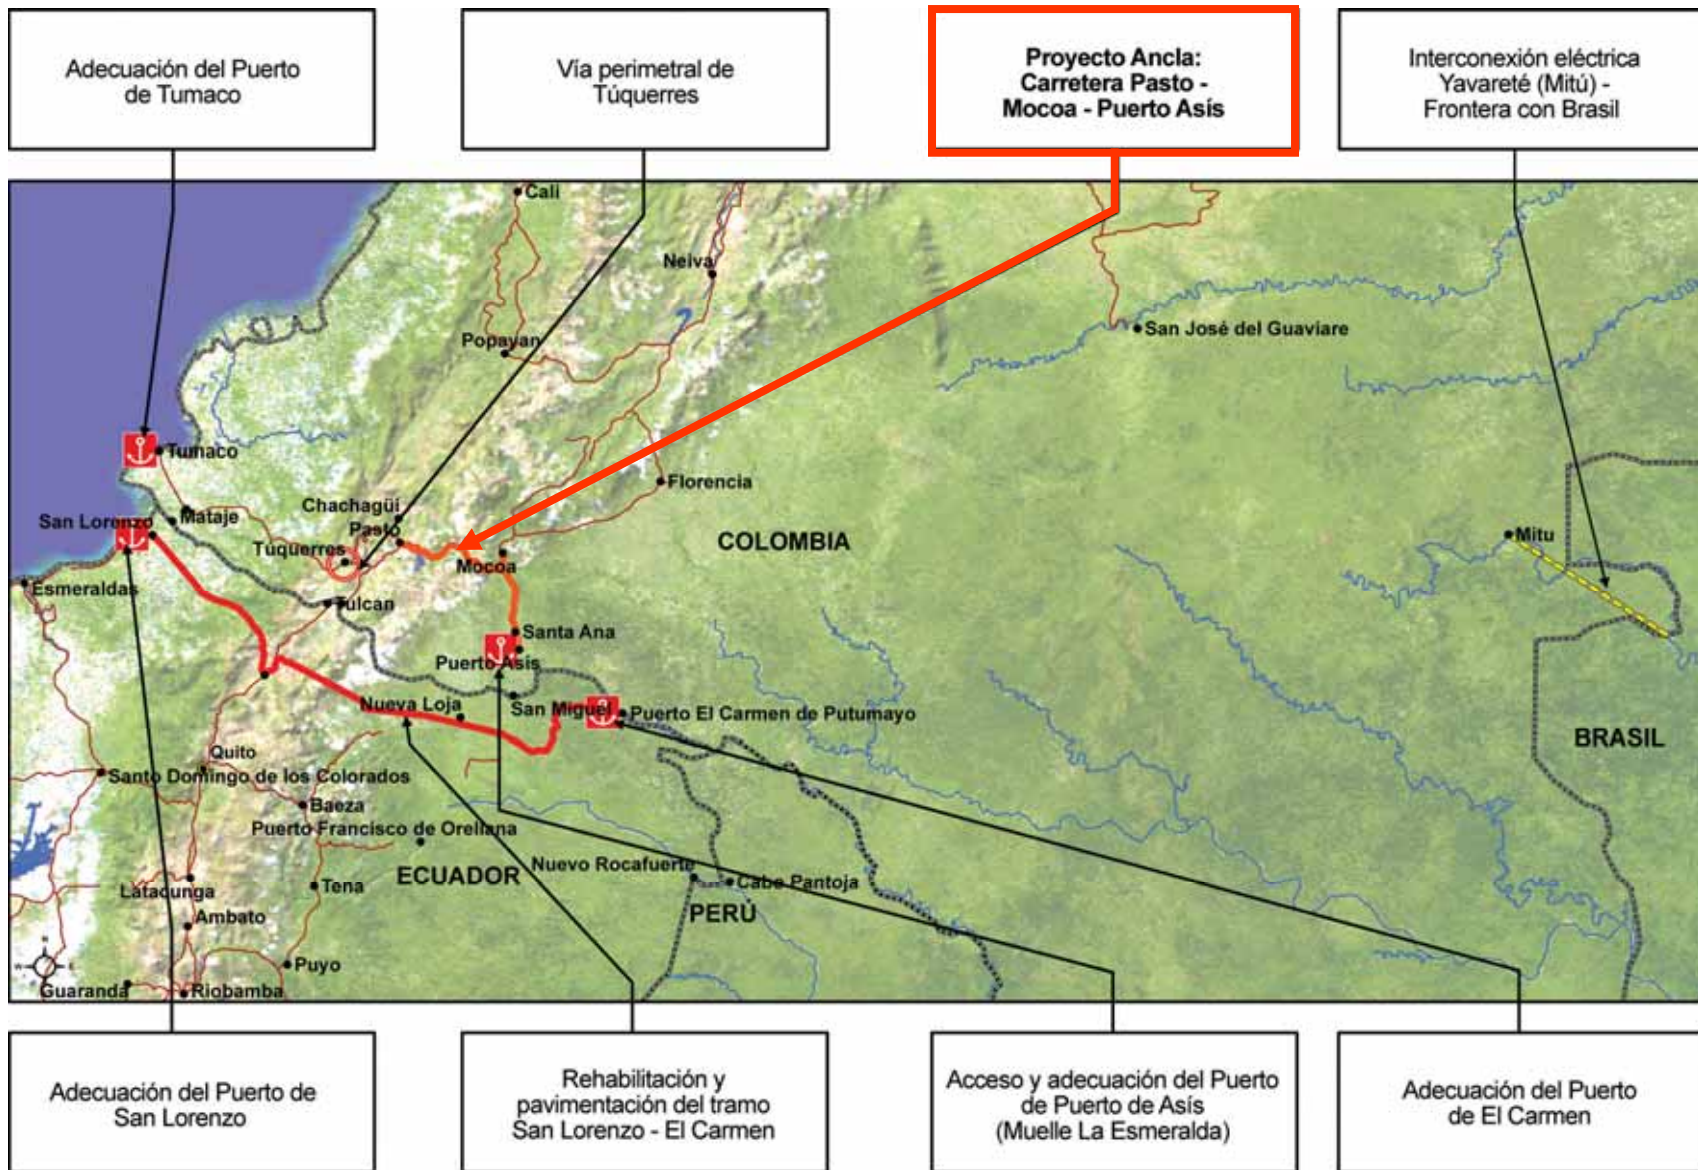 Adecuación del Puerto
de Tumaco
Vía perimetral de
Túquerres
Proyecto Ancla:
Carretera Pasto -
Mocoa - Puerto Asís
Interconexión eléctrica
Yavareté (Mitú) -
Frontera con Brasil
Cali
Neiva
Popayan
San José del Guaviare
Tumaco
Florencia
Chachagüí
Mataje
San Lorenzo
Pasto
Túquerres
COLOMBIA
Mitu
Mocoa
Esmeraldas
Tulcan
Santa Ana
Puerto Asis
Nueva Loja
San Miguel
Puerto El Carmen de Putumayo
BRASIL
Quito
Santo Domingo de los Colorados
Baeza
Puerto Francisco de Orellana
Nuevo Rocafuerte
ECUADOR
Cabo Pantoja
Latacunga
Tena
PERÚ
Ambato
N
W
E
S
Puyo
Guaranda
Riobamba
Adecuación del Puerto de
San Lorenzo
Rehabilitación y
pavimentación del tramo
San Lorenzo - El Carmen
Acceso y adecuación del Puerto
de Puerto de Asís
(Muelle La Esmeralda)
Adecuación del Puerto
de El Carmen